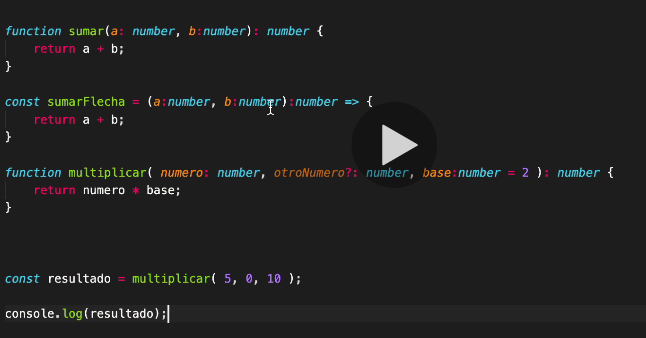 function sumar(a: number, b:number): number {
return a + b;
}
const sumarFlecha = (a:number, b:number):number => {
return a + b;
}
function multiplicar( numero: number, otroNumero?: number, base:number = 2 ): number {
return numero * base;
}
const resultado = multiplicar( 5, 0, 10 );
console.log(resultado);